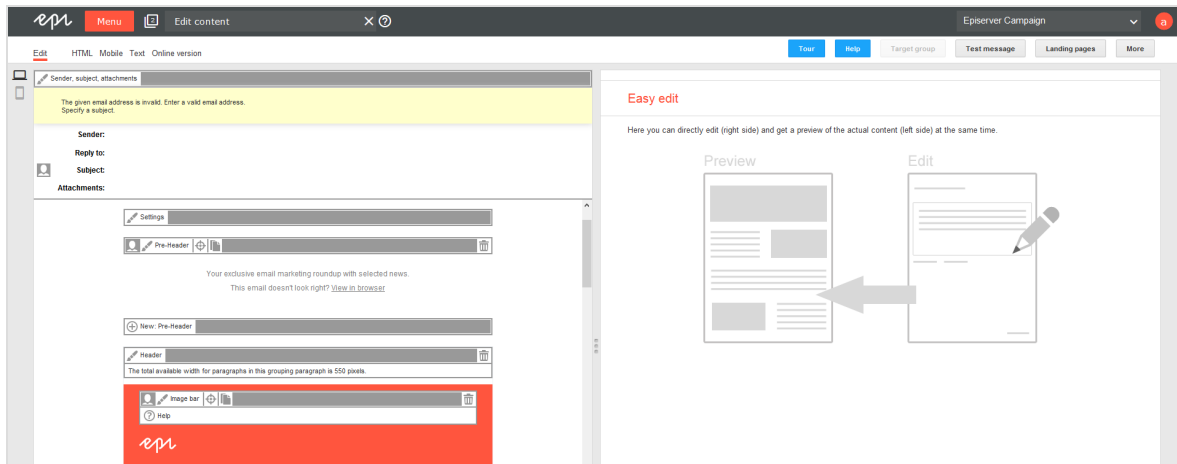 epi Menu 2 Edit content Episerver Campaign a
Edit HTML Mobile Text Online version Tour Help Target group Test message Landing pages More
Sender, subject, attachments
The given email address is invalid. Enter a valid email address.
Specify a subject.
Sender:
Reply to:
Subject:
Attachments:
Settings
Pre-Header
Your exclusive email marketing roundup with selected news.
This email doesn't look right? View in browser
New: Pre-Header
Header
The total available width for paragraphs in this grouping paragraph is 550 pixels.
Image bar
Help
epi
Easy edit
Here you can directly edit (right side) and get a preview of the actual content (left side) at the same time.
Preview Edit